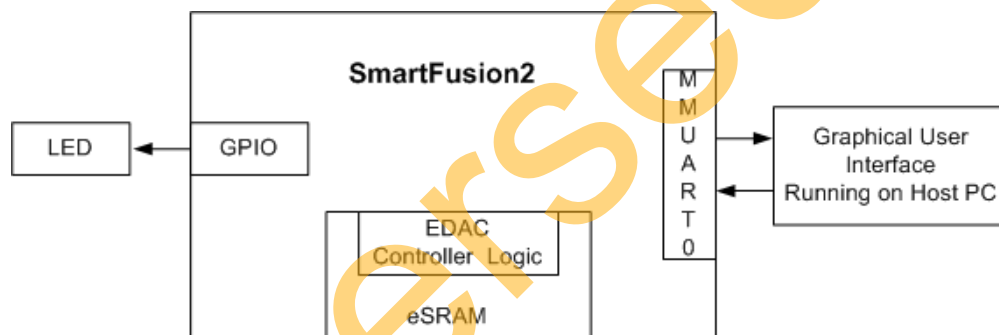 SmartFusion2
LED
GPIO
M
M
U
A
R
T
0
Graphical User
Interface
Running on Host PC
EDAC
Controller Logic
eSRAM